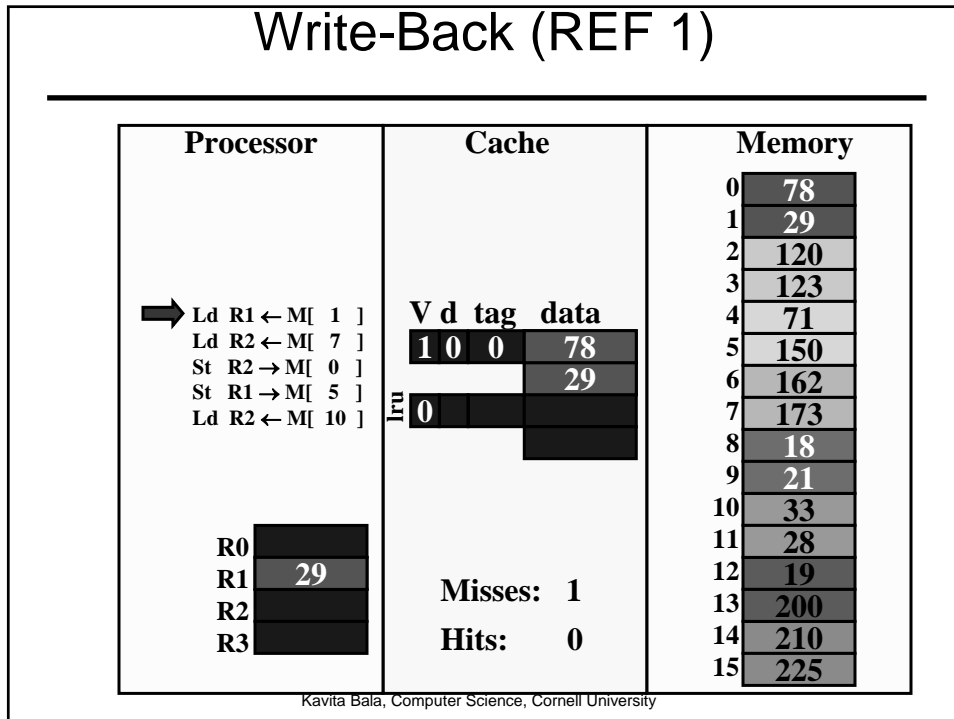 Write-Back (REF 1)
Processor
Ld R1 ← M[ 1 ]
Ld R2 ← M[ 7 ]
St R2 → M[ 0 ]
St R1 → M[ 5 ]
Ld R2 ← M[ 10 ]
R0
R1 29
R2
R3
Cache
V d tag data
1 0 0 78
29
lru
0
Misses: 1
Hits: 0
Memory
0 78
1 29
2 120
3 123
4 71
5 150
6 162
7 173
8 18
9 21
10 33
11 28
12 19
13 200
14 210
15 225
Kavita Bala, Computer Science, Cornell University